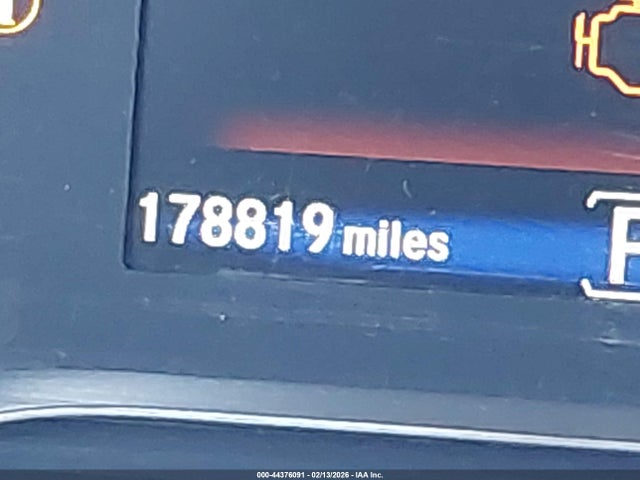 178819 miles
P
000-44376091 - 02/13/2026 - IAA Inc.